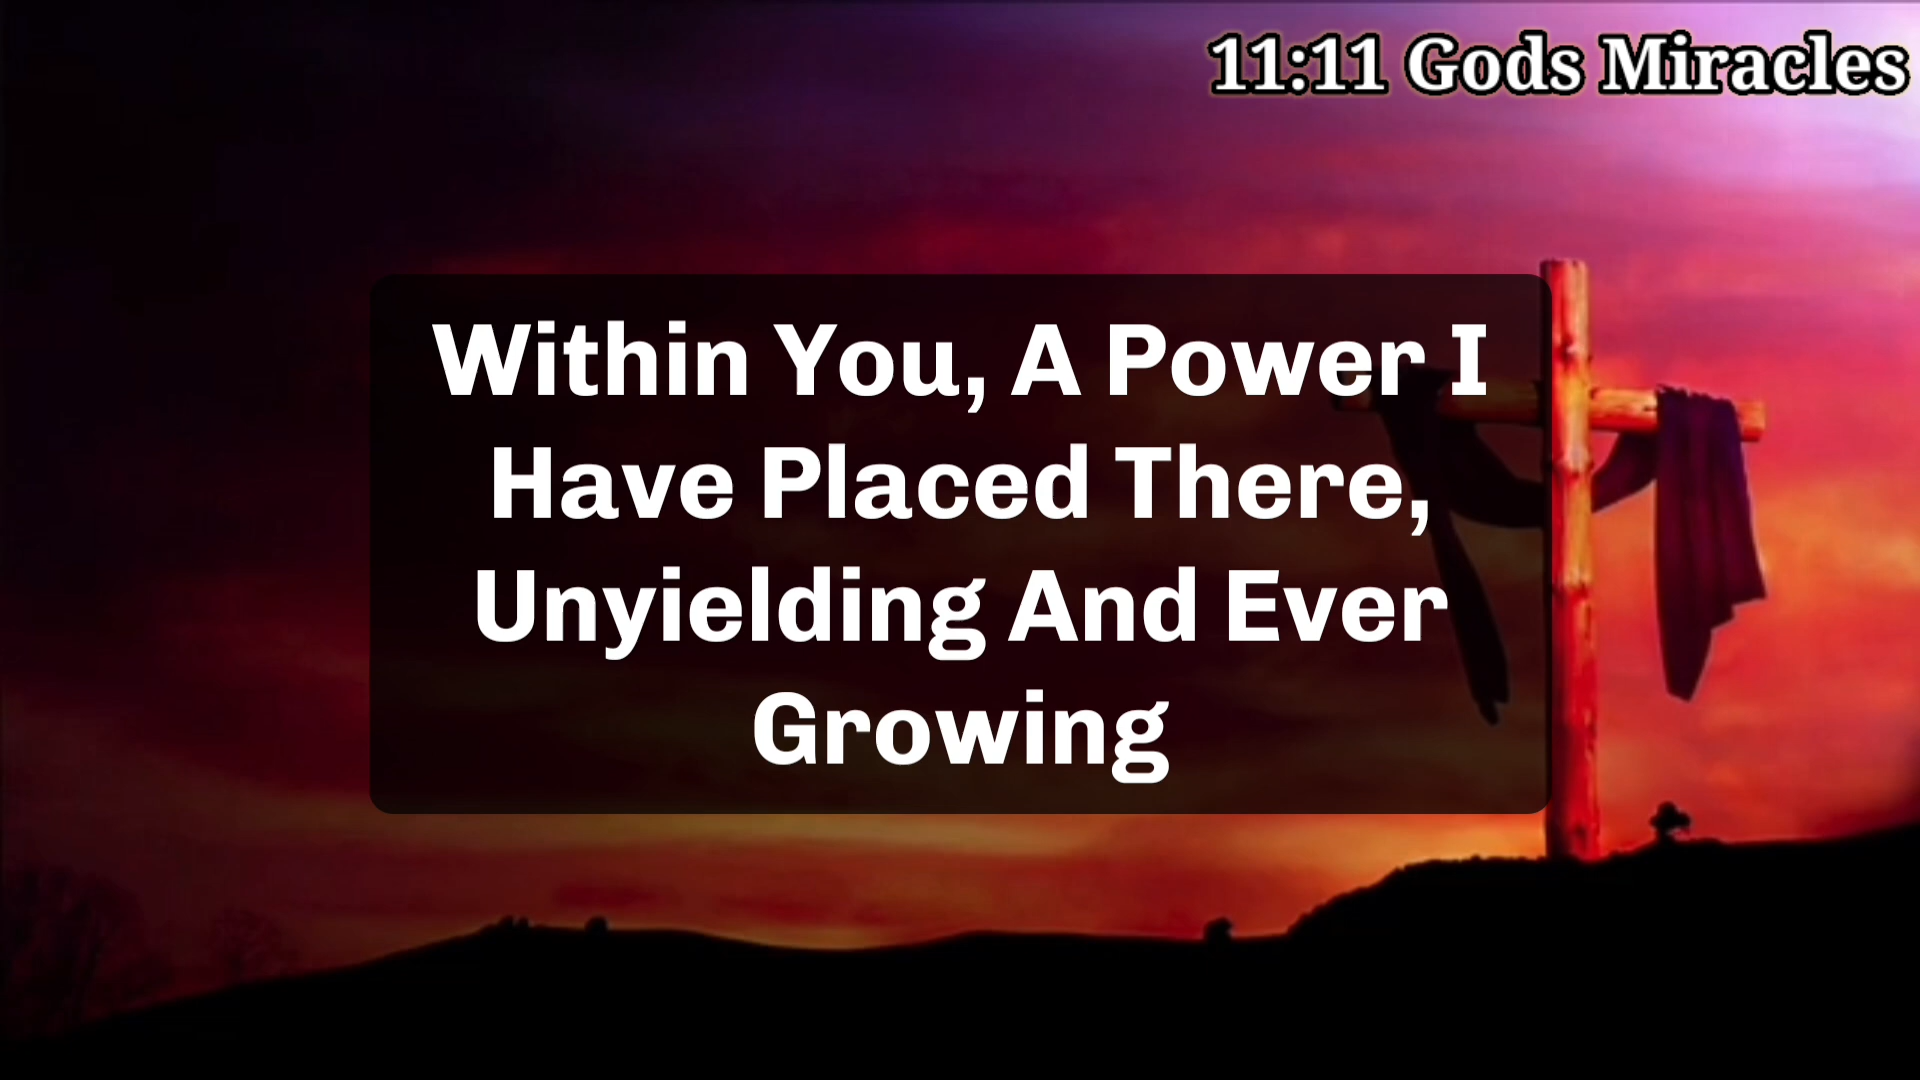 11:11 Gods Miracles
Within You, A Power I
Have Placed There,
Unyielding And Ever
Growing